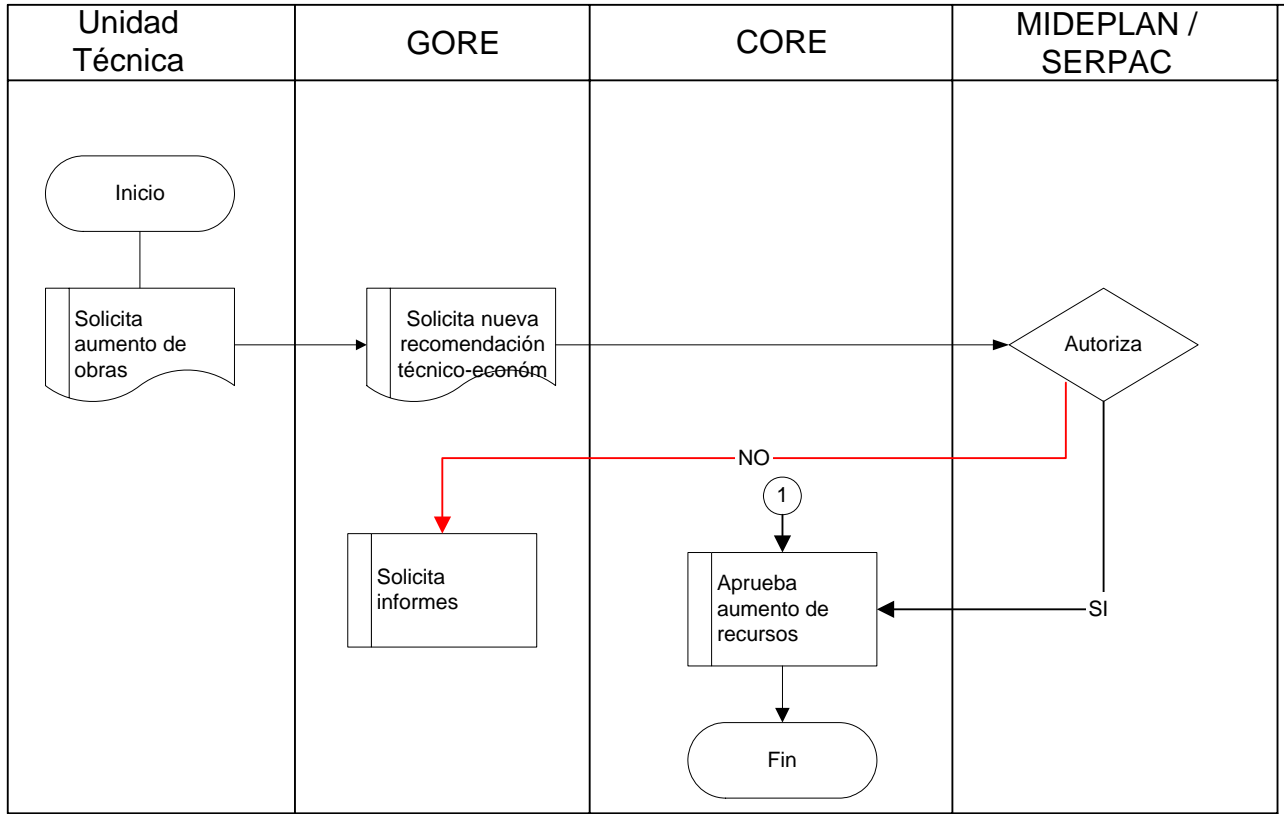 Unidad
Técnica
GORE
CORE
MIDEPLAN /
SERPAC
Inicio
Solicita
aumento de
obras
Solicita nueva
recomendación
técnico-económ
Autoriza
NO
1
Solicita
informes
Aprueba
aumento de
recursos
SI
Fin